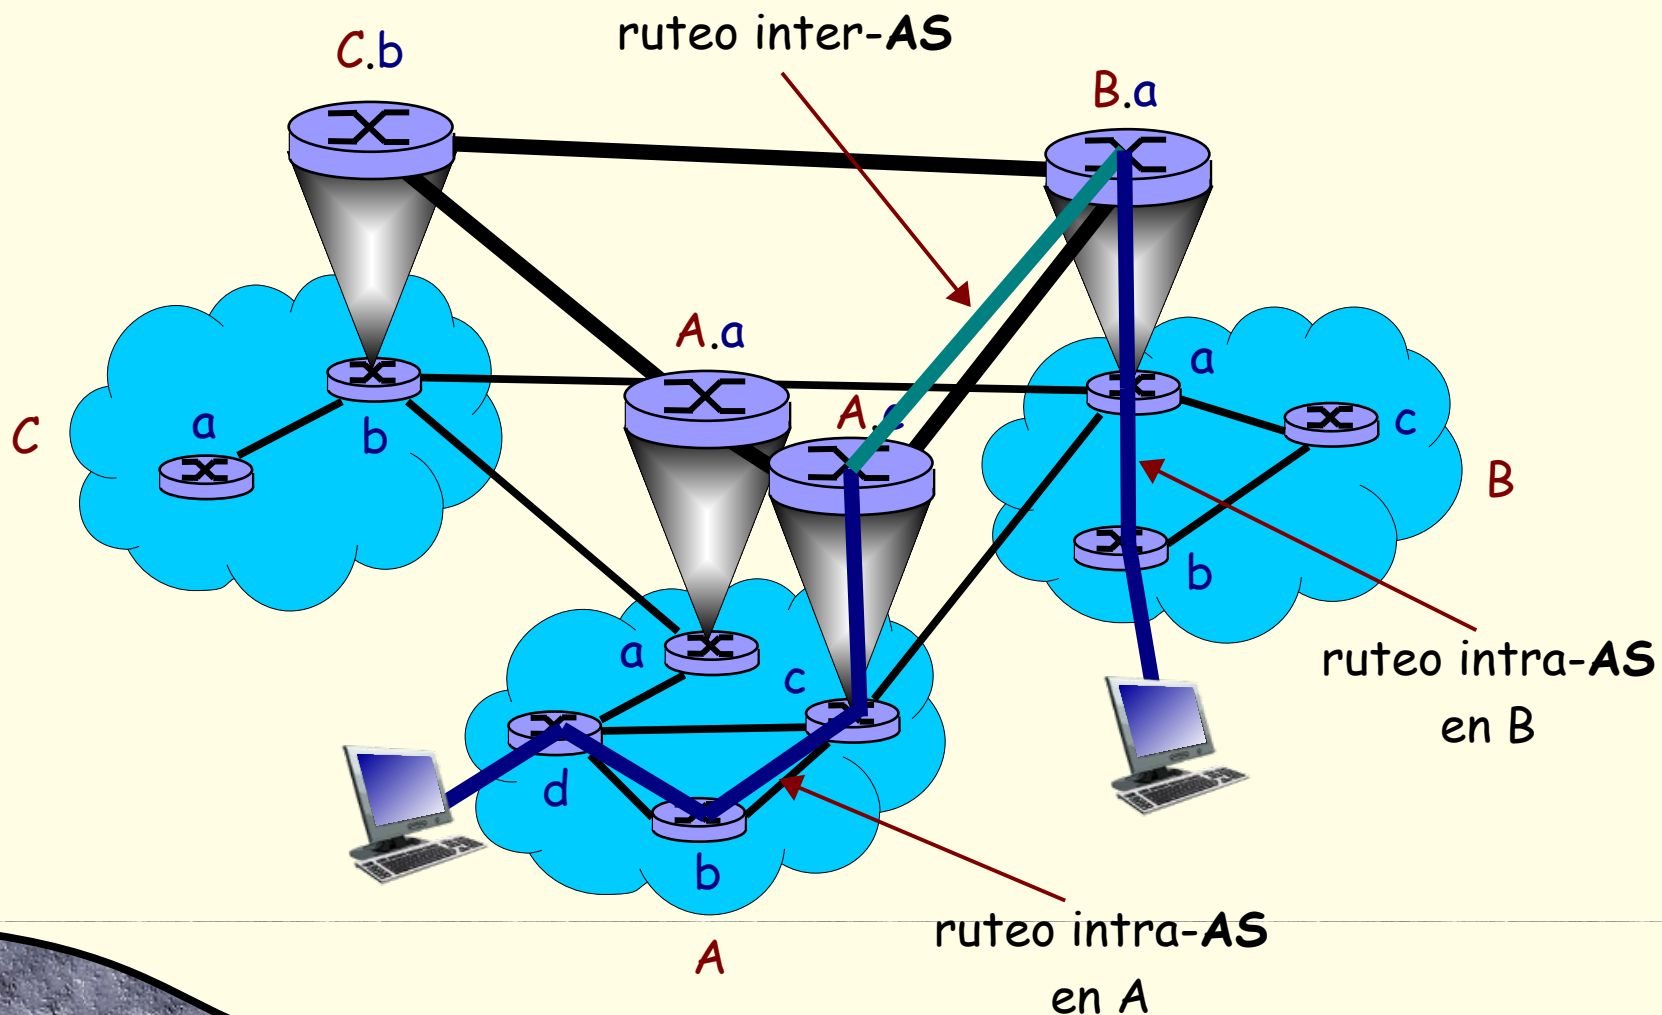 ruteo inter-AS
C.b
B.a
A.a
A.c
a
c
b
B
C
a
b
a
c
d
b
A
ruteo intra-AS
en B
ruteo intra-AS
en A